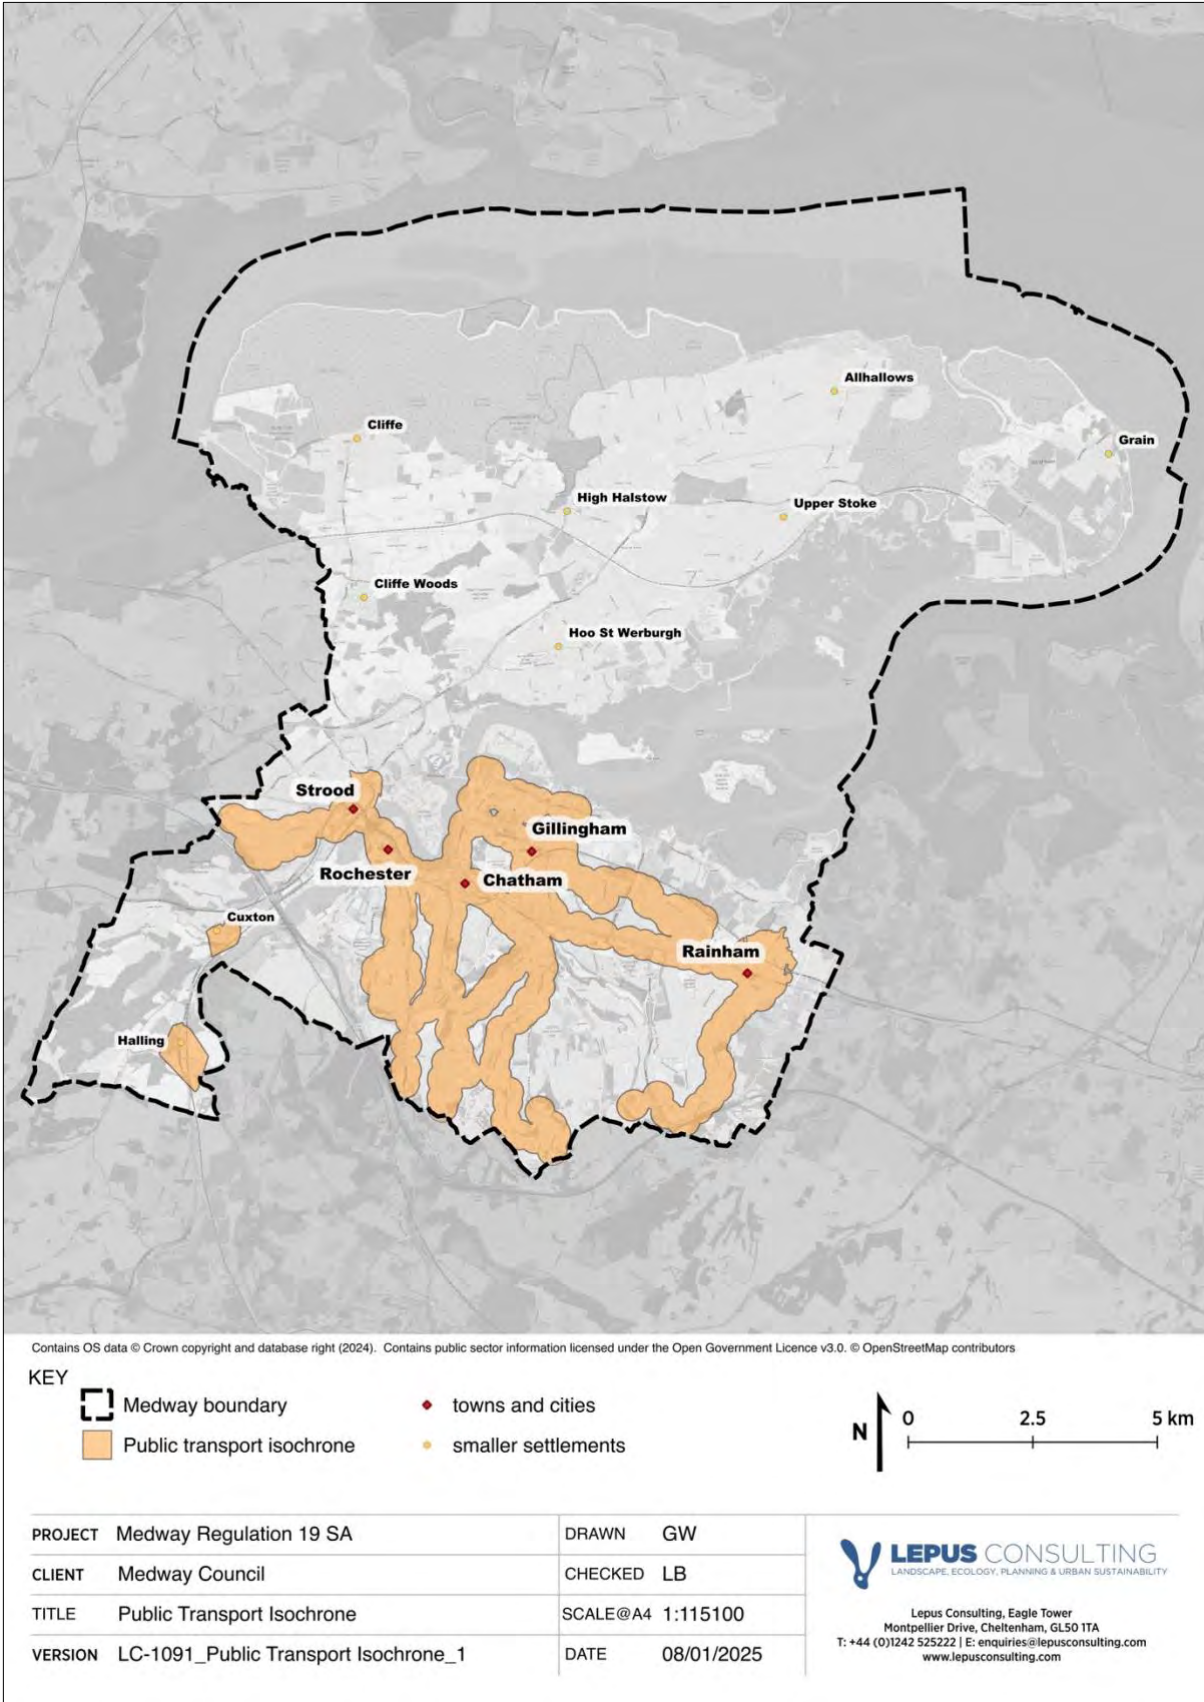 Allhallows
Cliffe
Grain
High Halstow
Upper Stoke
Cliffe Woods
Hoo St Werburgh
Strood
Gillingham
Rochester
Chatham
Cuxton
Rainham
Halling
Contains OS data © Crown copyright and database right (2024). Contains public sector information licensed under the Open Government Licence v3.0. © OpenStreetMap contributors
KEY
Medway boundary
towns and cities
Public transport isochrone
smaller settlements
N
0 2.5 5 km
PROJECT Medway Regulation 19 SA
DRAWN GW
CLIENT Medway Council
CHECKED LB
TITLE Public Transport Isochrone
SCALE@A4 1:115100
VERSION LC-1091_Public Transport Isochrone_1
DATE 08/01/2025
LEPUS CONSULTING
LANDSCAPE, ECOLOGY, PLANNING & URBAN SUSTAINABILITY
Lepus Consulting, Eagle Tower
Montpellier Drive, Cheltenham, GL50 1TA
T: +44 (0)1242 525222 | E: enquiries@lepusconsulting.com
www.lepusconsulting.com